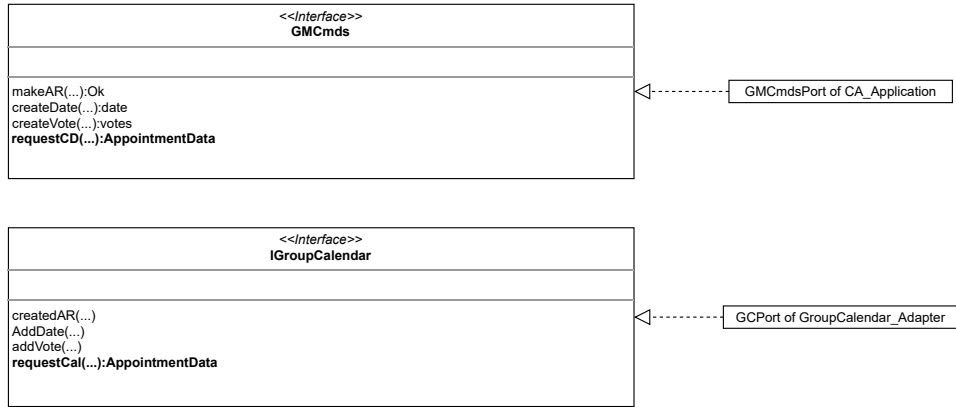 <<Interface>>
GMCmds
makeAR(...):Ok
createDate(...):date
createVote(...):votes
requestCD(...):AppointmentData
GMCmdsPort of CA_Application
<<Interface>>
IGroupCalendar
createdAR(...)
AddDate(...)
addVote(...)
requestCal(...):AppointmentData
GCPort of GroupCalendar_Adapter